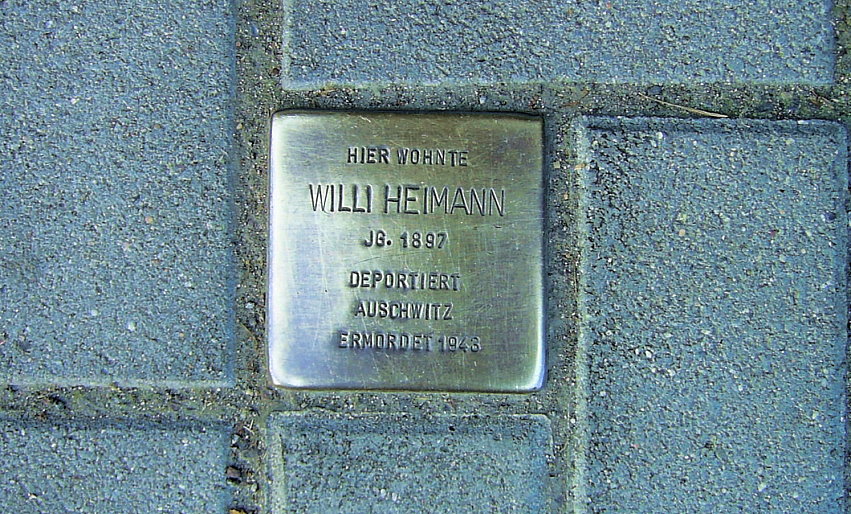 HIER WOHNTE
WILLI HEIMANN
JG. 1897
DEPORTIERT
AUSCHWITZ
ERMORDET 1943